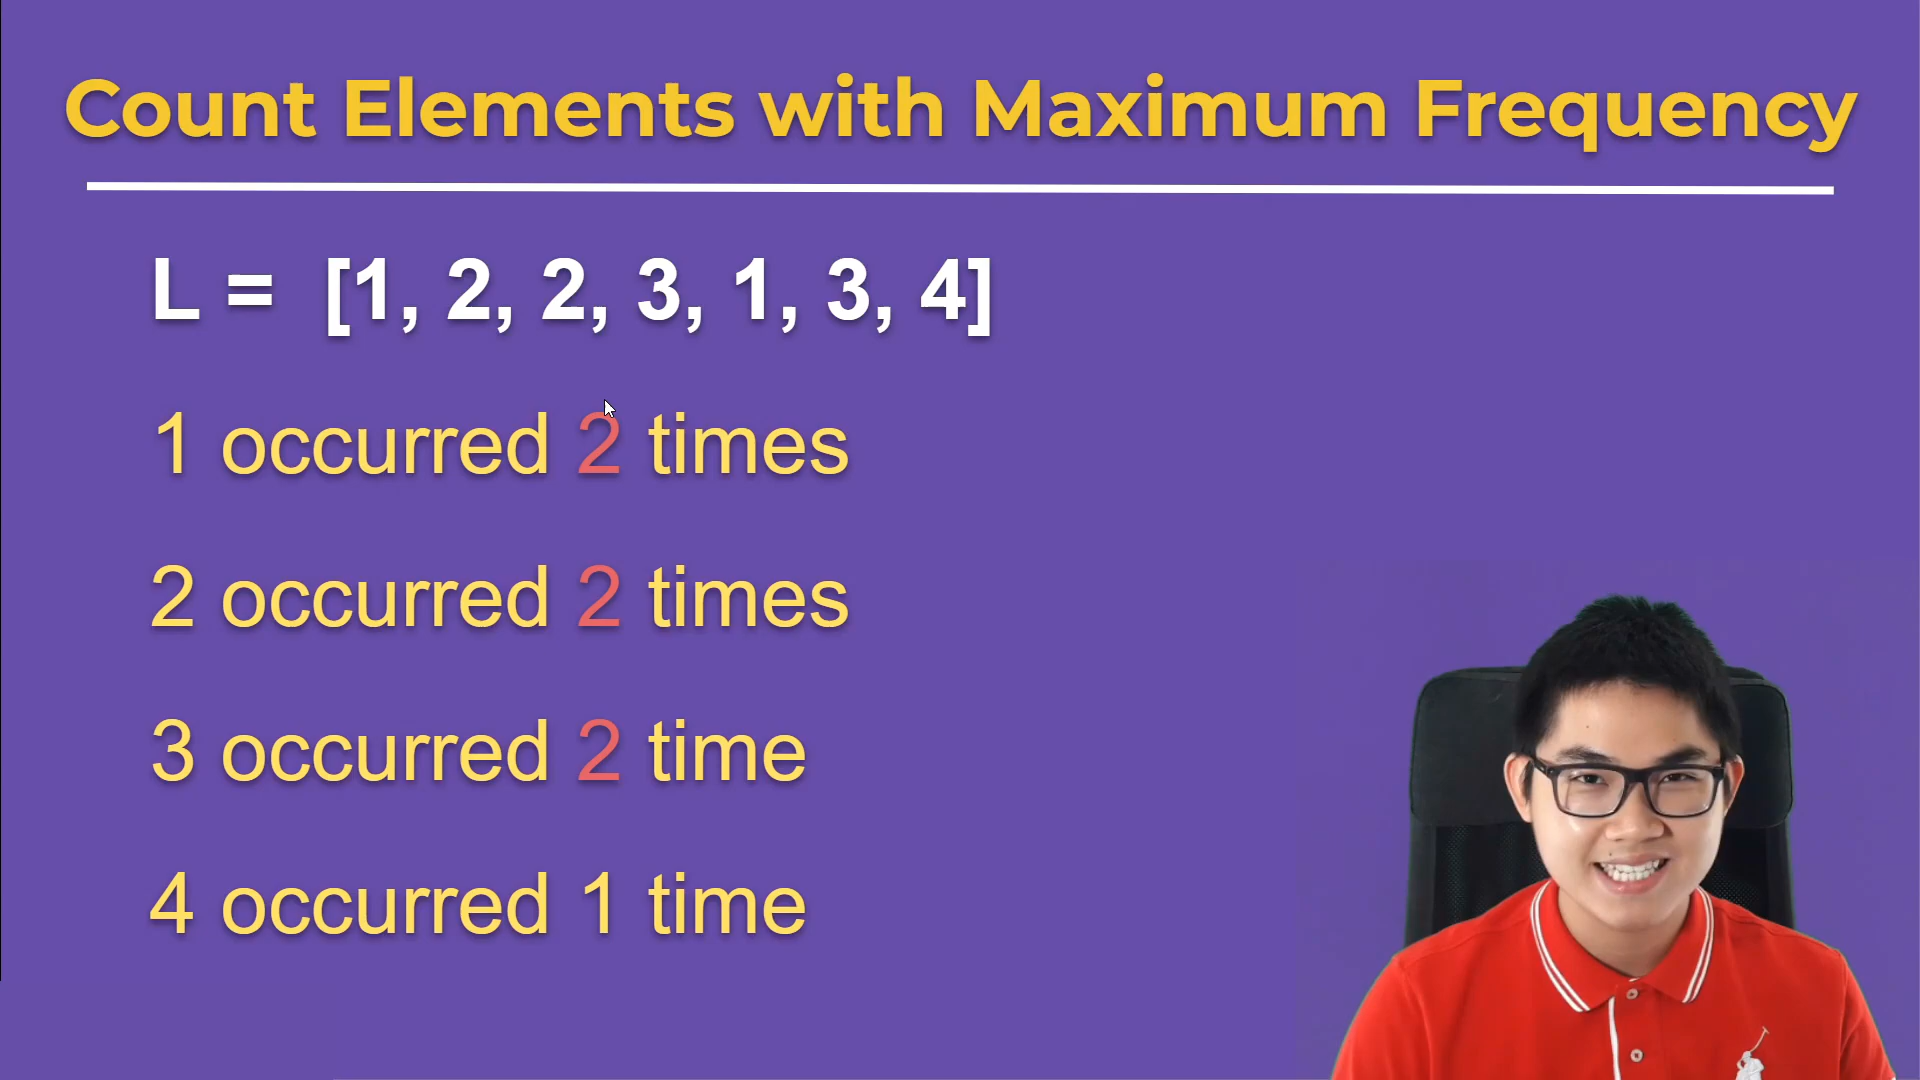 Count Elements with Maximum Frequency
L = [1, 2, 2, 3, 1, 3, 4]
1 occurred 2 times
2 occurred 2 times
3 occurred 2 time
4 occurred 1 time